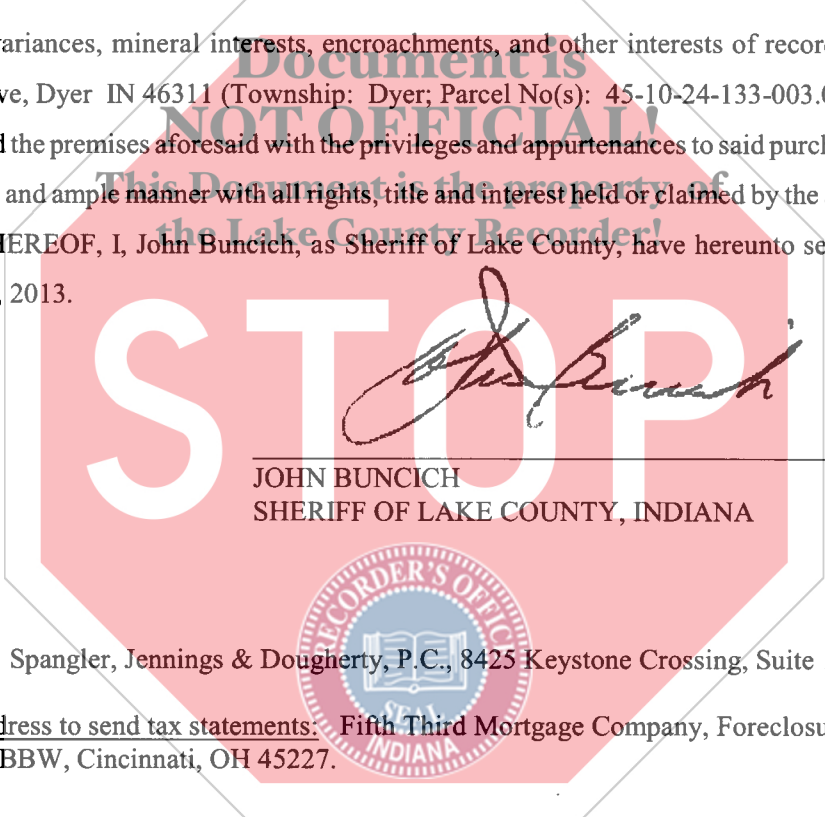 ariances, mineral interests, encroachments, and other interests of recor
Document is
ve, Dyer IN 46311 (Township: Dyer; Parcel No(s): 45-10-24-133-003.
NOT OFFICIAL!
the premises aforesaid with the privileges and appurtenances to said purch
This Document is the property of
and ample manner with all rights, title and interest held or claimed by the
the Lake County Recorder!
HEREOF, I, John Buncich, as Sheriff of Lake County, have hereunto se
, 2013.
STOP
John Buncich
JOHN BUNCICH
SHERIFF OF LAKE COUNTY, INDIANA
RECORDER'S OFFICE
Spangler, Jennings & Dougherty, P.C., 8425 Keystone Crossing, Suite
SEAL
dress to send tax statements: Fifth Third Mortgage Company, Foreclosu
INDIANA
BBW, Cincinnati, OH 45227.